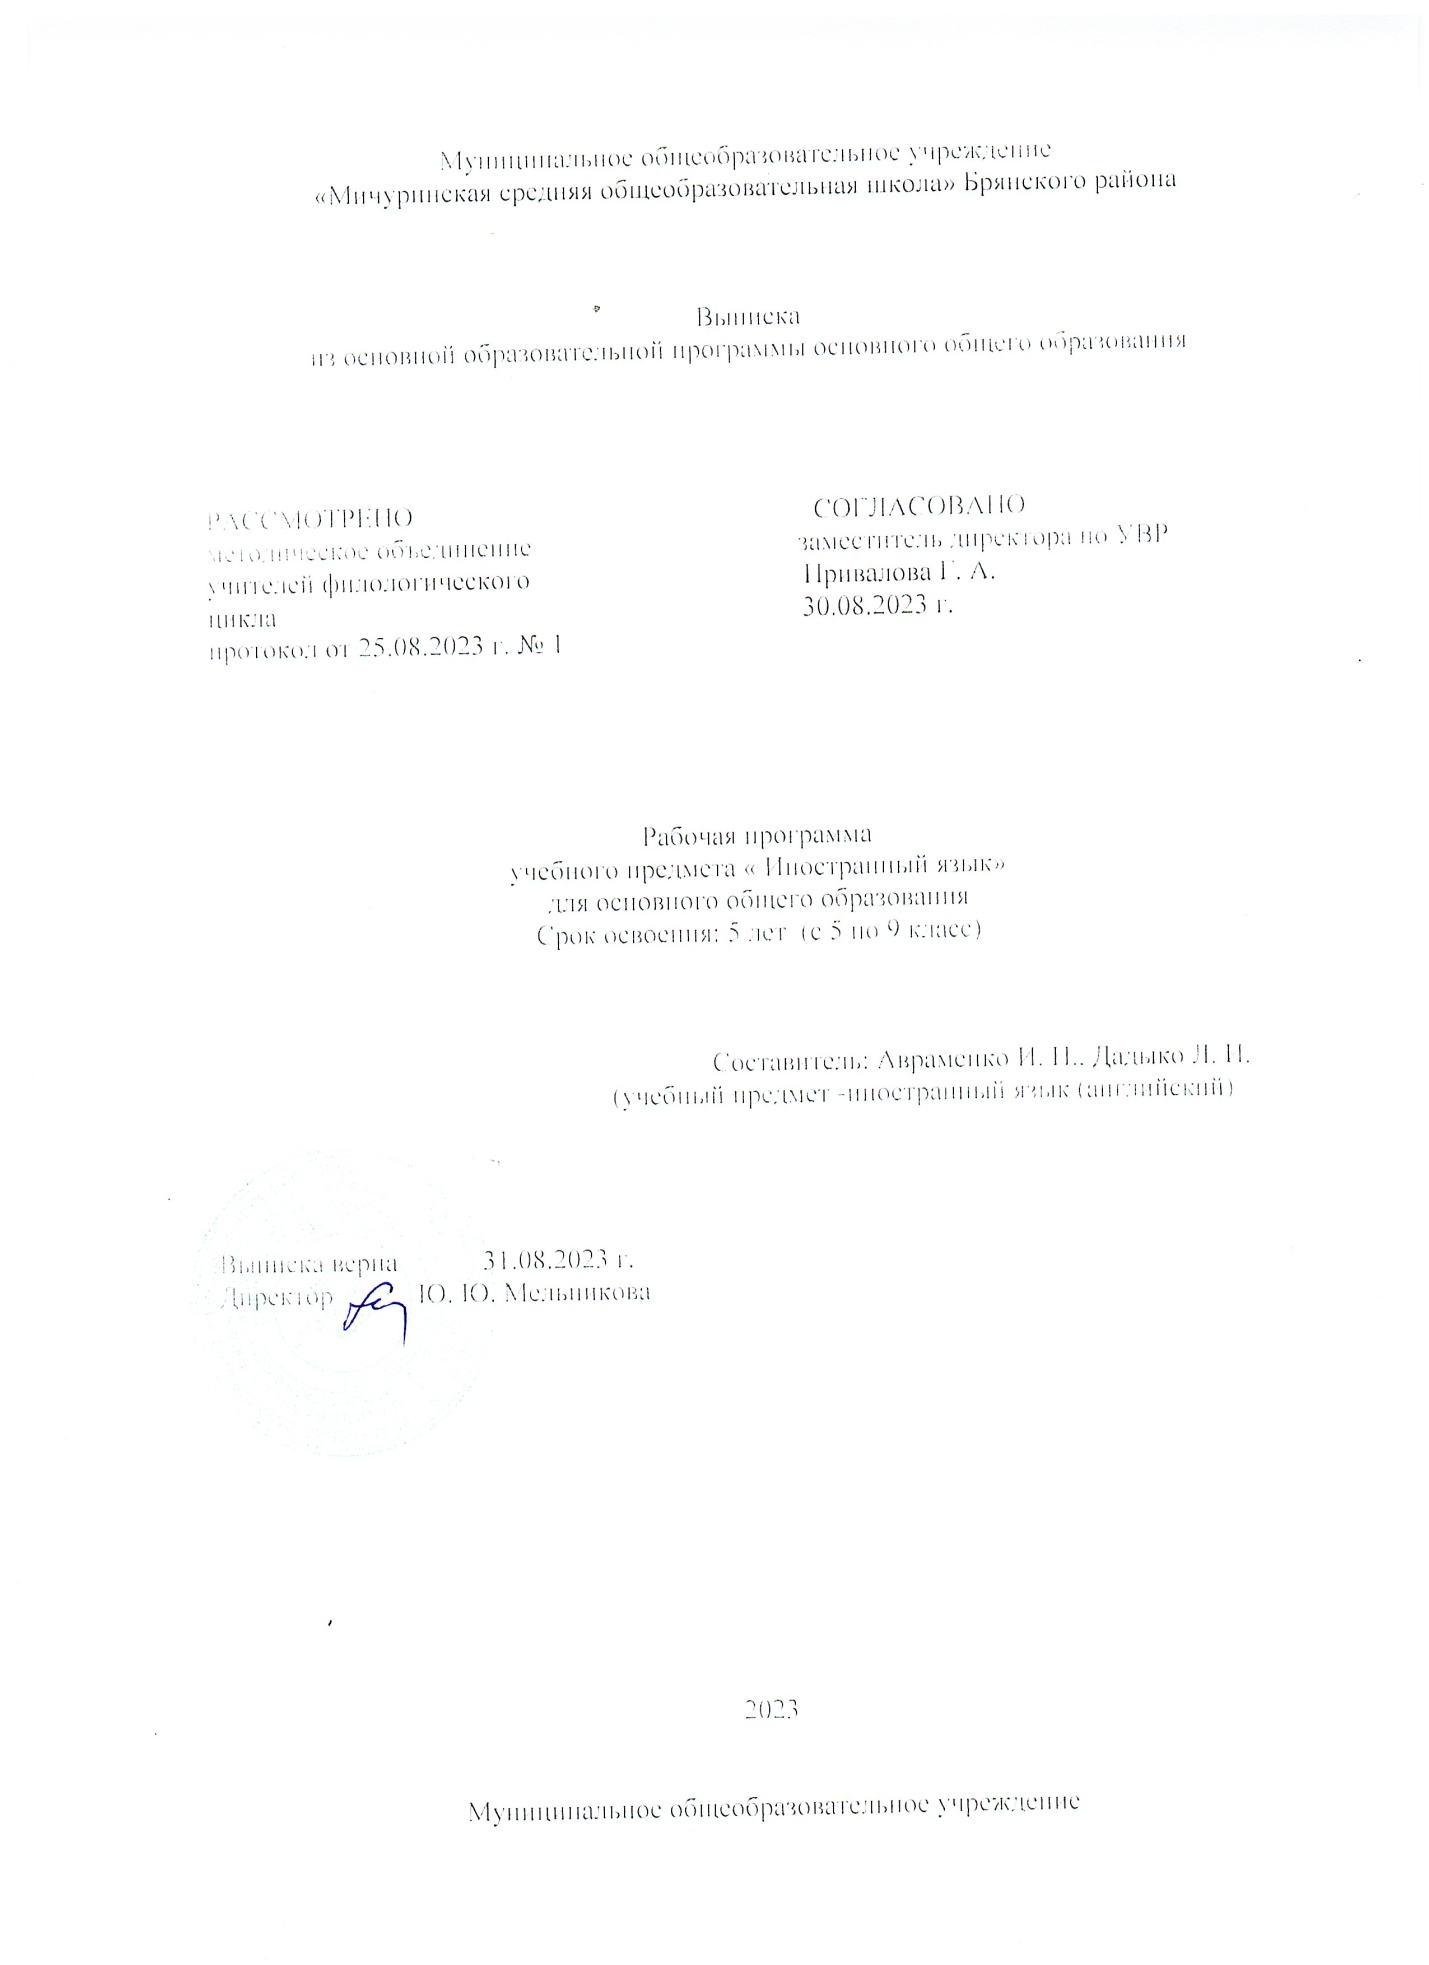 Муниципальное общеобразовательное учреждение
«Мичуринская средняя общеобразовательная школа» Брянского района
Выписка
из основной образовательной программы основного общего образования
РАССМОТРЕНО
методическое объединение
учителей филологического
цикла
протокол от 25.08.2023 г. № 1
СОГЛАСОВАНО
заместитель директора по УВР
Привалова Г. А.
30.08.2023 г.
Рабочая программа
учебного предмета « Иностранный язык»
для основного общего образования
Срок освоения: 5 лет (с 5 по 9 класс)
Составитель: Авраменко И. Н., Дадыко Л. И.
(учебный предмет -иностранный язык (английский)
Выписка верна 31.08.2023 г.
Директор Ю. Ю. Мельникова
2023
Муниципальное общеобразовательное учреждение